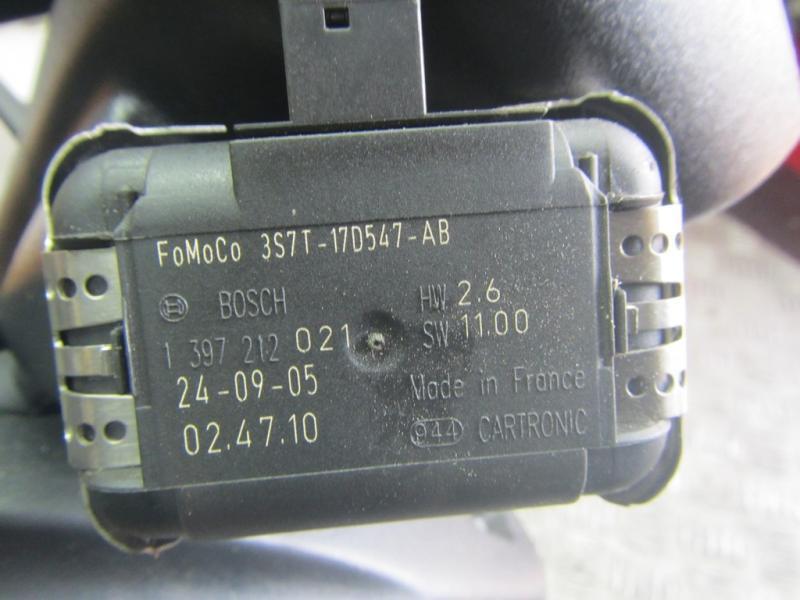 FoMoCo 3S7T-17D547-AB
BOSCH HW 2.6
1 397 212 021 SW 11.00
24-09-05 Made in France
02.47.10 944 CARTRONIC